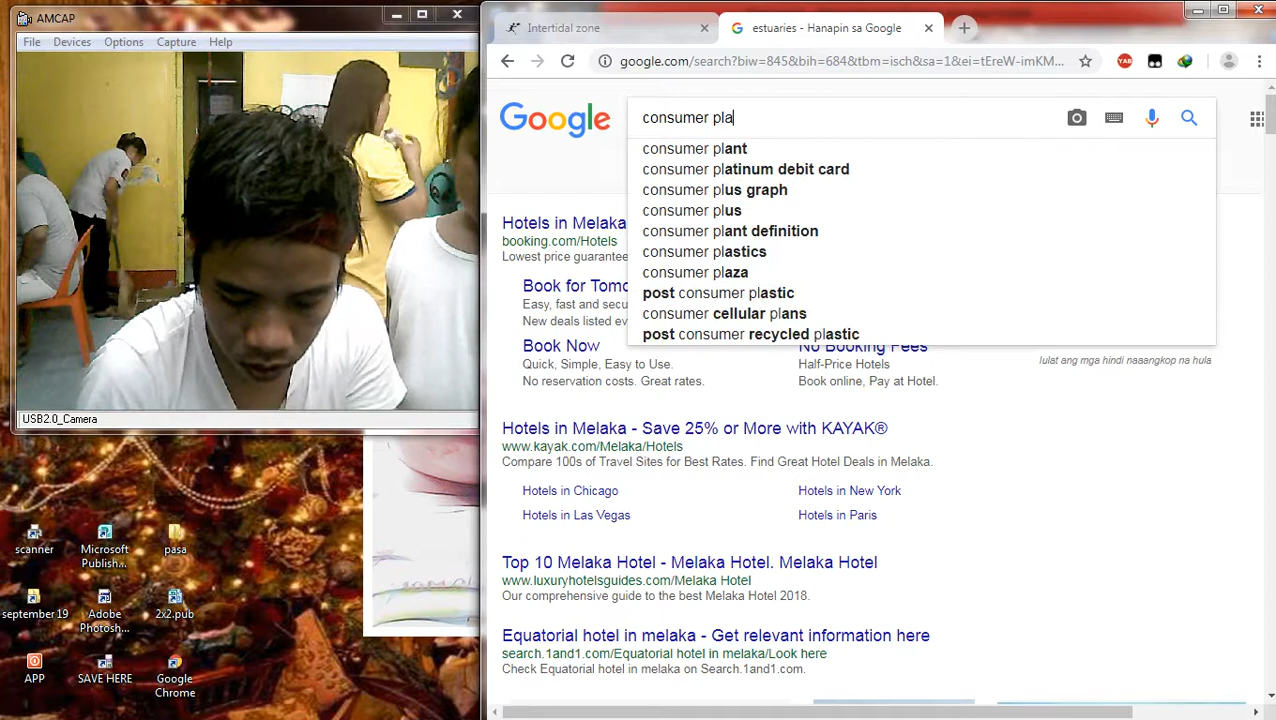 AMCAP
File Devices Options Capture Help
USB2.0_Camera
scanner
Microsoft Publish...
pasa
september 19
Adobe Photosh...
2x2.pub
APP
SAVE HERE
Google Chrome
Intertidal zone
estuaries - Hanapin sa Google
google.com/search?biw=845&bih=684&tbm=isch&sa=1&ei=tEreW-imKM...
YAB
Google
consumer pla
consumer plant
consumer platinum debit card
consumer plus graph
consumer plus
consumer plant definition
consumer plastics
consumer plaza
post consumer plastic
consumer cellular plans
post consumer recycled plastic
Iulat ang mga hindi naaangkop na hula
Hotels in Melaka
booking.com/Hotels
Lowest price guarantee
Book for Tomo
Easy, fast and secu
New deals listed ev
Book Now
Quick, Simple, Easy to Use.
No reservation costs. Great rates.
No Booking Fees
Half-Price Hotels
Book online, Pay at Hotel.
Hotels in Melaka - Save 25% or More with KAYAK®
www.kayak.com/Melaka/Hotels
Compare 100s of Travel Sites for Best Rates. Find Great Hotel Deals in Melaka.
Hotels in Chicago
Hotels in New York
Hotels in Las Vegas
Hotels in Paris
Top 10 Melaka Hotel - Melaka Hotel. Melaka Hotel
www.luxuryhotelsguides.com/Melaka Hotel
Our comprehensive guide to the best Melaka Hotel 2018.
Equatorial hotel in melaka - Get relevant information here
search.1and1.com/Equatorial hotel in melaka/Look here
Check Equatorial hotel in melaka on Search.1and1.com.